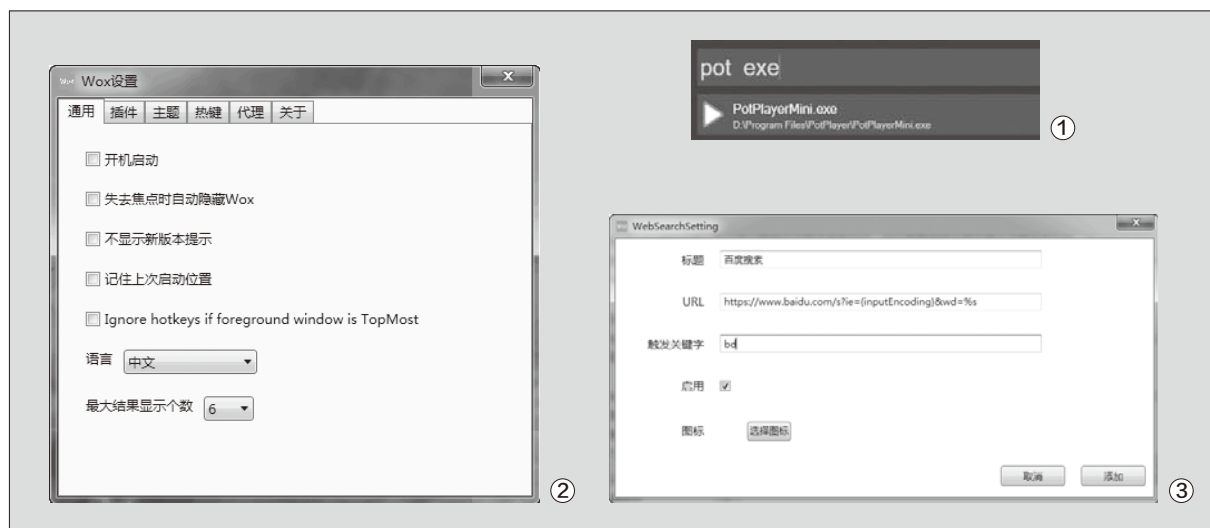 Wox设置
通用 插件 主题 热键 代理 关于
开机启动
失去焦点时自动隐藏Wox
不显示新版本提示
记住上次启动位置
Ignore hotkeys if foreground window is TopMost
语言 中文
最大结果显示个数 6
②
pot exe
PotPlayerMini.exe
D:\Program Files\PotPlayer\PotPlayerMini.exe
①
WebSearchSetting
标题 百度搜索
URL https://www.baidu.com/s?ie={inputEncoding}&wd=%s
触发关键字 bd
启用
图标 选择图标
取消 添加
③